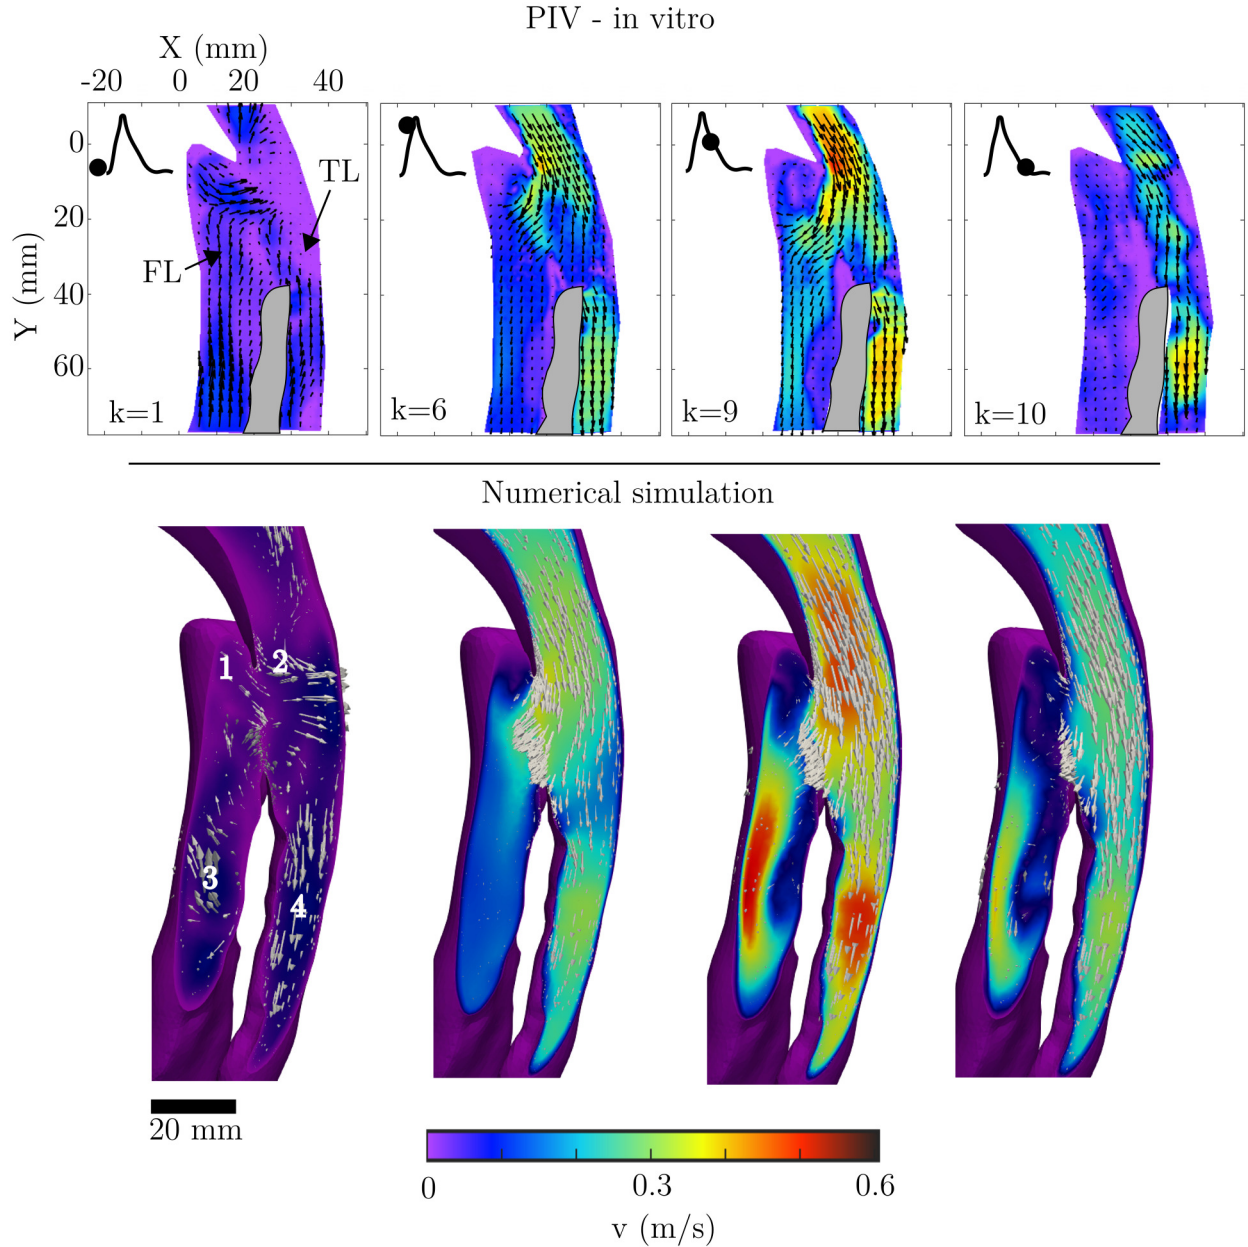 PIV - in vitro
X (mm)
-20 0 20 40
Y (mm)
0
20
40
60
TL
FL
k=1
k=6
k=9
k=10
Numerical simulation
1
2
3
4
20 mm
0 0.3 0.6
v (m/s)